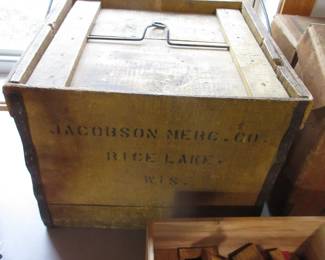 JACOBSON MERC. CO.
RICE LAKE.
WIS.